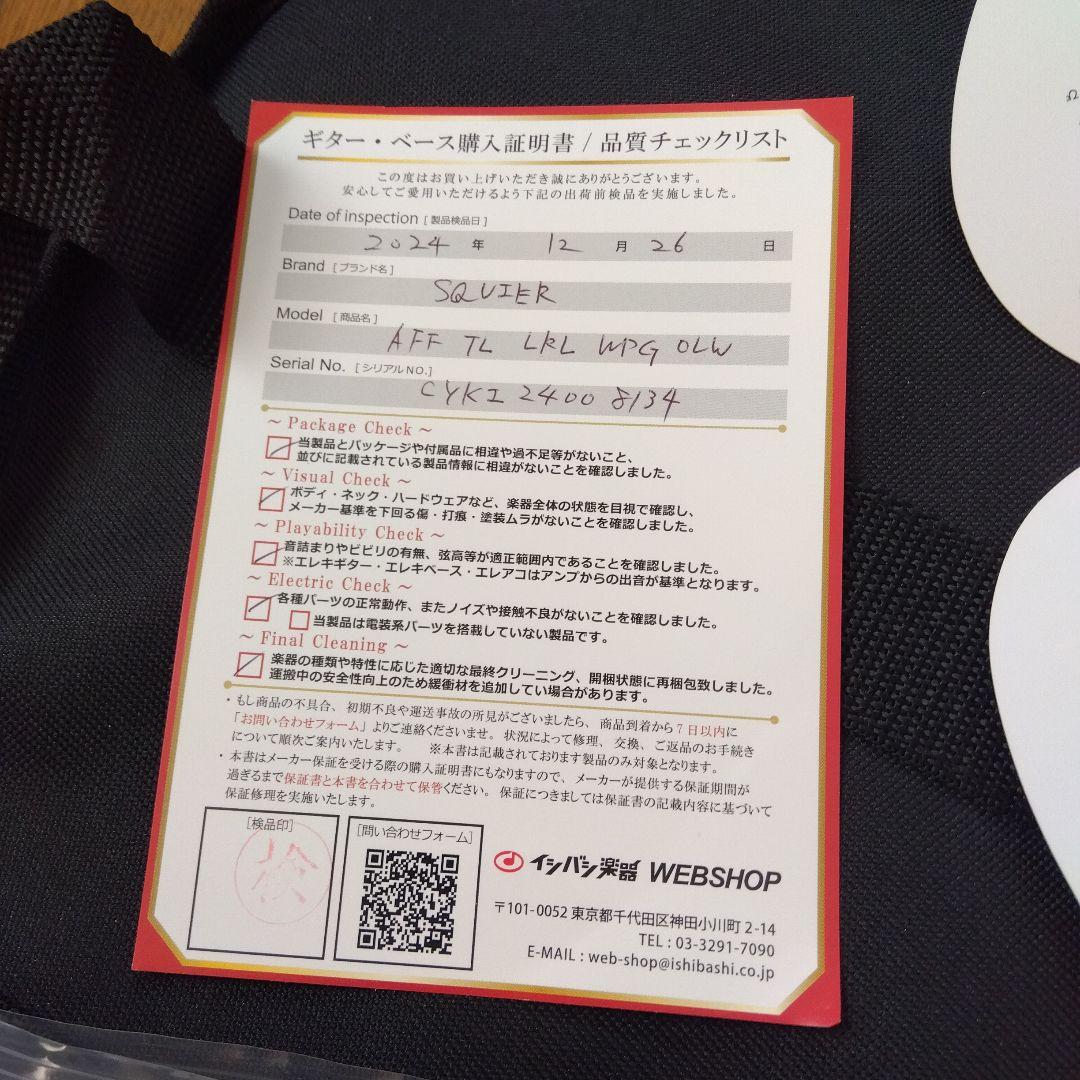 ギター・ベース購入証明書 / 品質チェックリスト
この度はお買い上げいただき誠にありがとうございます。
安心してご愛用いただけるよう下記の出荷前検品を実施しました。
Date of inspection [ 製品検品日 ]
2024 年 12 月 26 日
Brand [ ブランド名 ]
SQUIER
Model [ 商品名 ]
AFF TL LRL WPG OLW
Serial No. [ シリアルNO.]
CYKI 2400 8134
~ Package Check ~
当製品とパッケージや付属品に相違や過不足等がないこと、
並びに記載されている製品情報に相違がないことを確認しました。
~ Visual Check ~
ボディ・ネック・ハードウェアなど、楽器全体の状態を目視で確認し、
メーカー基準を下回る傷・打痕・塗装ムラがないことを確認しました。
~ Playability Check ~
音詰まりやビビリの有無、弦高等が適正範囲内であることを確認しました。
※エレキギター・エレキベース・エレアコはアンプからの出音が基準となります。
~ Electric Check ~
各種パーツの正常動作、またノイズや接触不良がないことを確認しました。
当製品は電装系パーツを搭載していない製品です。
~ Final Cleaning ~
楽器の種類や特性に応じた適切な最終クリーニング、開梱状態に再梱包致しました。
運搬中の安全性向上のため緩衝材を追加してい場合があります。
・もし商品の不具合、初期不良や運送事故の所見がございましたら、商品到着から7日以内に
「お問い合わせフォーム」よりご連絡くださいませ。状況によって修理、交換、ご返品のお手続き
について順次ご案内いたします。 ※本書は記載されております製品のみ対象となります。
・本書はメーカー保証を受ける際の購入証明書にもなりますので、メーカーが提供する保証期間が
過ぎるまで保証書と本書を合わせて保管ください。保証につきましては保証書の記載内容に基づいて
保証修理を実施いたします。
[検品印]
検
[問い合わせフォーム]
イシバシ楽器 WEBSHOP
〒101-0052 東京都千代田区神田小川町 2-14
TEL : 03-3291-7090
E-MAIL : web-shop@ishibashi.co.jp